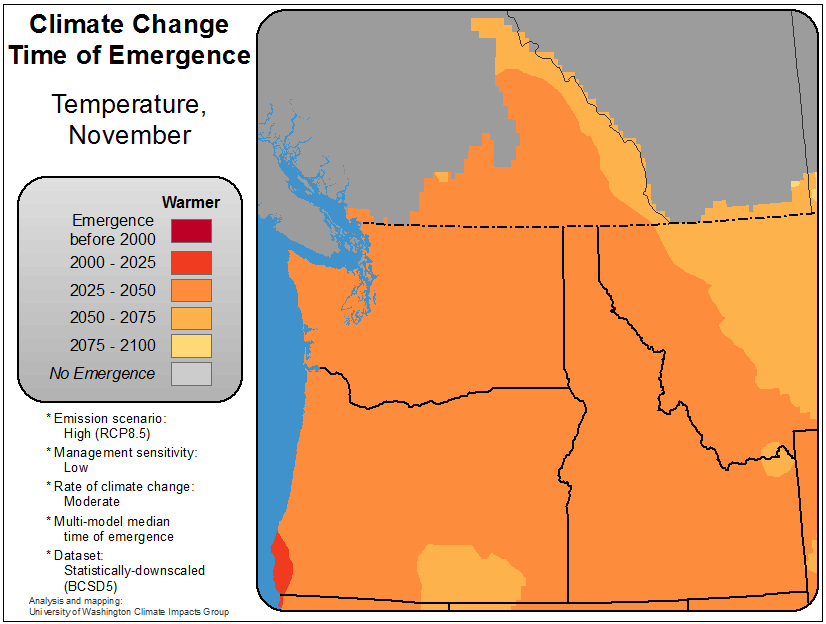 Climate Change
Time of Emergence
Temperature,
November
Warmer
Emergence
before 2000
2000 - 2025
2025 - 2050
2050 - 2075
2075 - 2100
No Emergence
* Emission scenario:
High (RCP8.5)
* Management sensitivity:
Low
* Rate of climate change:
Moderate
* Multi-model median
time of emergence
* Dataset:
Statistically-downscaled
(BCSD5)
Analysis and mapping:
University of Washington Climate Impacts Group